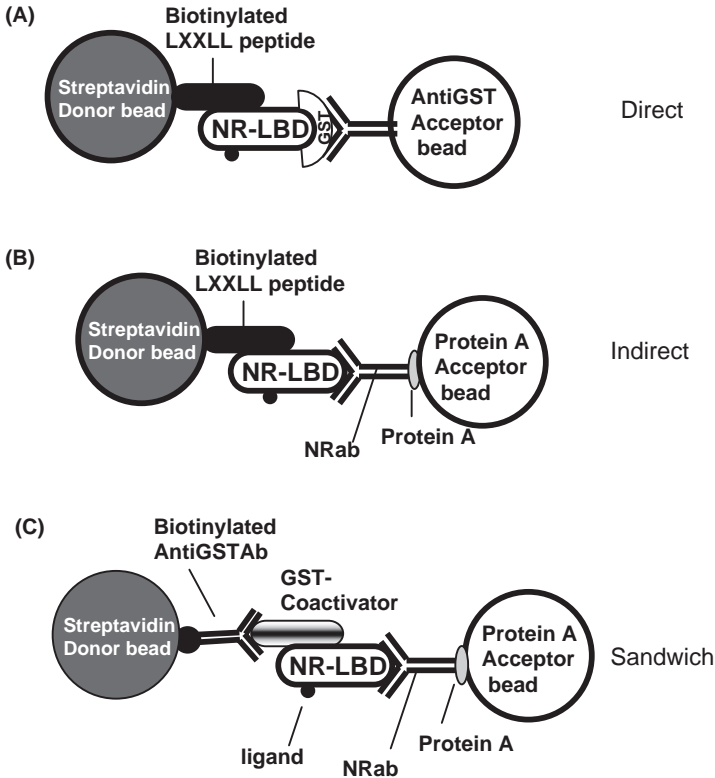 (A)
Biotinylated
LXXLL peptide
Streptavidin
Donor bead
NR-LBD
GST
AntiGST
Acceptor
bead
Direct
(B)
Biotinylated
LXXLL peptide
Streptavidin
Donor bead
NR-LBD
Protein A
Acceptor
bead
Indirect
NRab
Protein A
(C)
Biotinylated
AntiGSTAb
GST-
Coactivator
Streptavidin
Donor bead
NR-LBD
Protein A
Acceptor
bead
Sandwich
ligand
NRab
Protein A